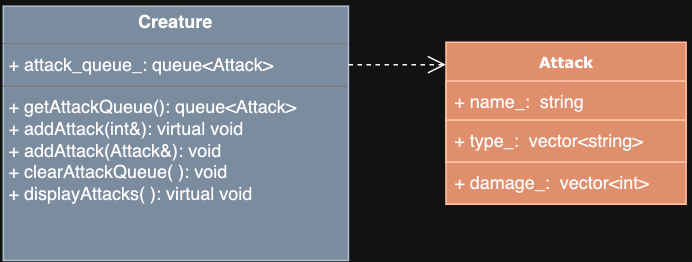 Creature
+ attack_queue_: queue<Attack>
+ getAttackQueue(): queue<Attack>
+ addAttack(int&): virtual void
+ addAttack(Attack&): void
+ clearAttackQueue( ): void
+ displayAttacks( ): virtual void
Attack
+ name_: string
+ type_: vector<string>
+ damage_: vector<int>